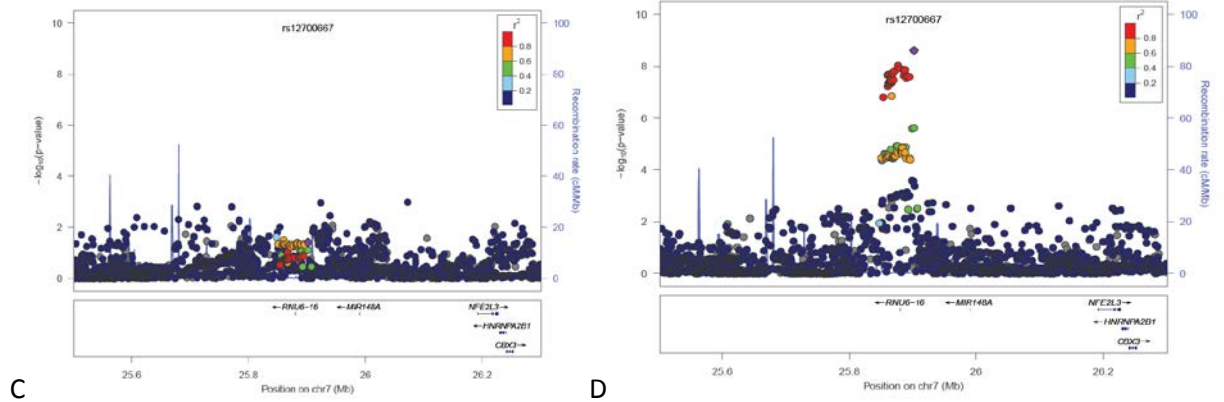 rs12700667
r²
0.8
0.6
0.4
0.2
10
8
6
4
2
0
−log₁₀(p−value)
100
80
60
40
20
0
Recombination rate (cM/Mb)
←RNU6−16
←MIR148A
NFE2L3→
←HNRNPA2B1
CBX3→
25.6
25.8
26
26.2
Position on chr7 (Mb)
C
rs12700667
r²
0.8
0.6
0.4
0.2
10
8
6
4
2
0
−log₁₀(p−value)
100
80
60
40
20
0
Recombination rate (cM/Mb)
←RNU6−16
←MIR148A
NFE2L3→
←HNRNPA2B1
CBX3→
25.6
25.8
26
26.2
Position on chr7 (Mb)
D